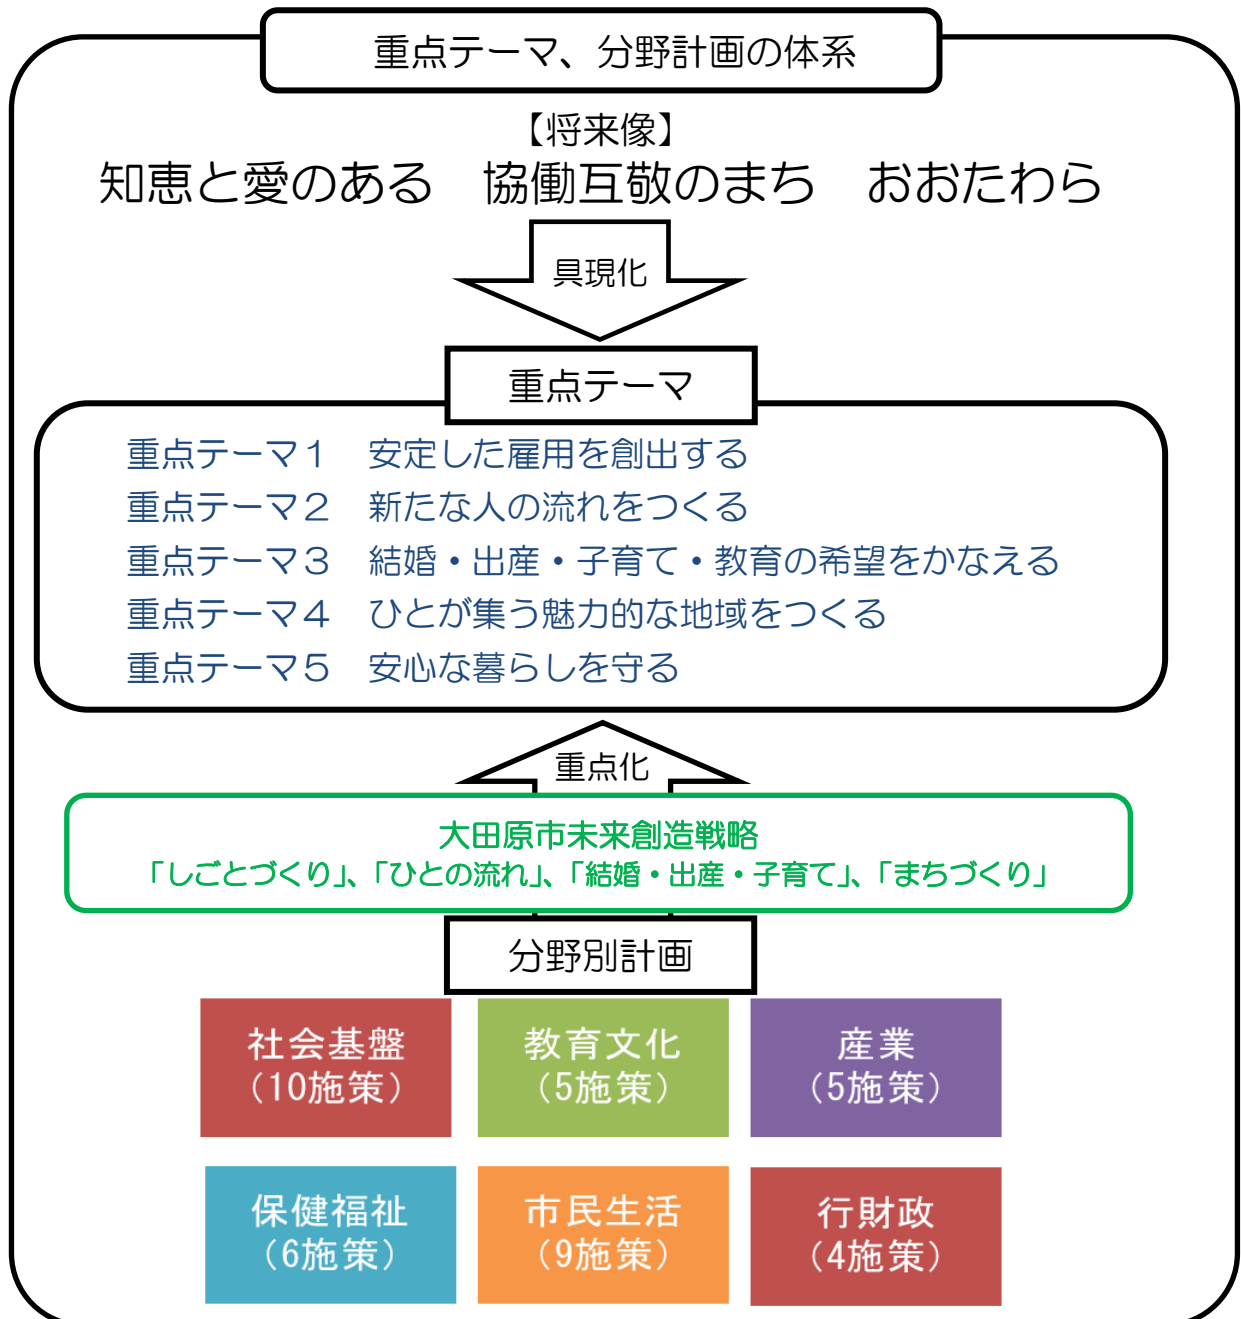 重点テーマ、分野計画の体系
【将来像】
知恵と愛のある　協働互敬のまち　おおたわら
具現化
重点テーマ
重点テーマ１　安定した雇用を創出する
重点テーマ２　新たな人の流れをつくる
重点テーマ３　結婚・出産・子育て・教育の希望をかなえる
重点テーマ４　ひとが集う魅力的な地域をつくる
重点テーマ５　安心な暮らしを守る
重点化
大田原市未来創造戦略
「しごとづくり」、「ひとの流れ」、「結婚・出産・子育て」、「まちづくり」
分野別計画
社会基盤
（10施策）
教育文化
（5施策）
産業
（5施策）
保健福祉
（6施策）
市民生活
（9施策）
行財政
（4施策）